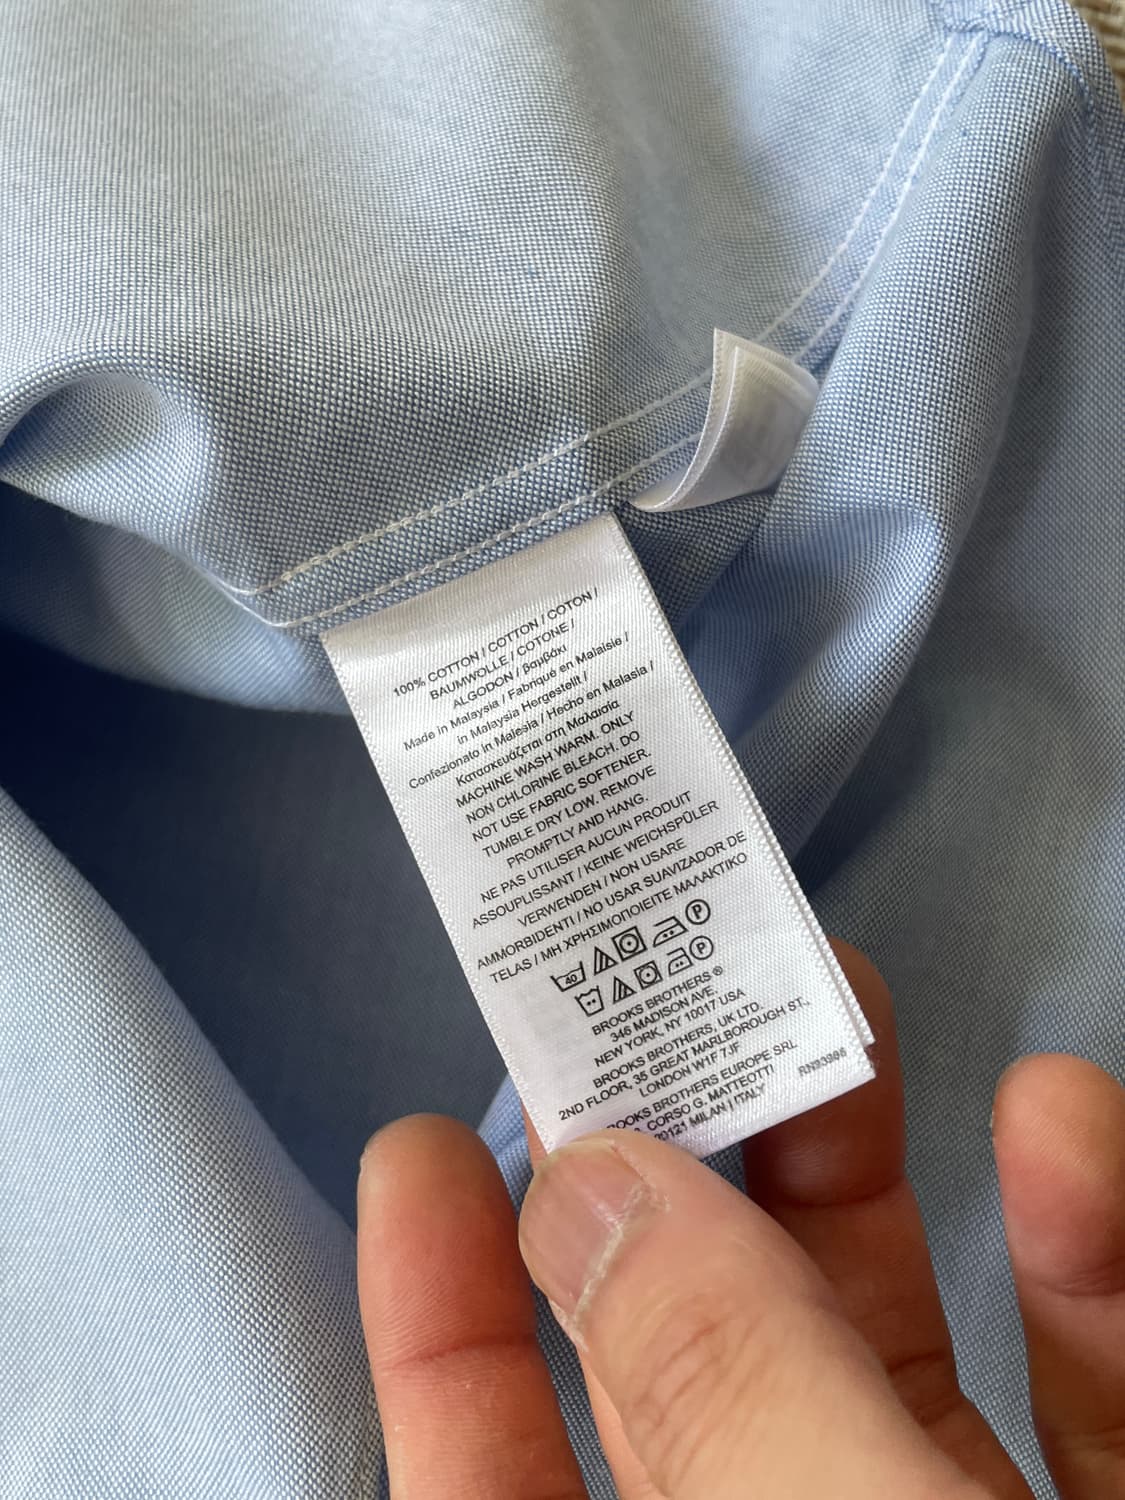 100% COTTON / COTTON / COTON /
BAUMWOLLE / COTONE /
ALGODON / βαμβάκι
Made in Malaysia / Fabriqué en Malaisie /
in Malaysia Hergestellt /
Confezionato in Malesia / Hecho en Malasia /
Κατασκευάζεται στη Μαλαισία
MACHINE WASH WARM. ONLY
NON CHLORINE BLEACH. DO
NOT USE FABRIC SOFTENER.
TUMBLE DRY LOW. REMOVE
PROMPTLY AND HANG.
NE PAS UTILISER AUCUN PRODUIT
ASSOUPLISSANT / KEINE WEICHSPÜLER
VERWENDEN / NON USARE
AMMORBIDENTI / NO USAR SUAVIZADOR DE
TELAS / ΜΗ ΧΡΗΣΙΜΟΠΟΙΕΙΤΕ ΜΑΛΑΚΤΙΚΟ
40 P
P
BROOKS BROTHERS ®
346 MADISON AVE.
NEW YORK, NY 10017 USA
BROOKS BROTHERS, UK LTD.
2ND FLOOR, 35 GREAT MARLBOROUGH ST.,
LONDON W1F 7JF
BROOKS BROTHERS EUROPE SRL
CORSO G. MATTEOTTI
20121 MILAN | ITALY